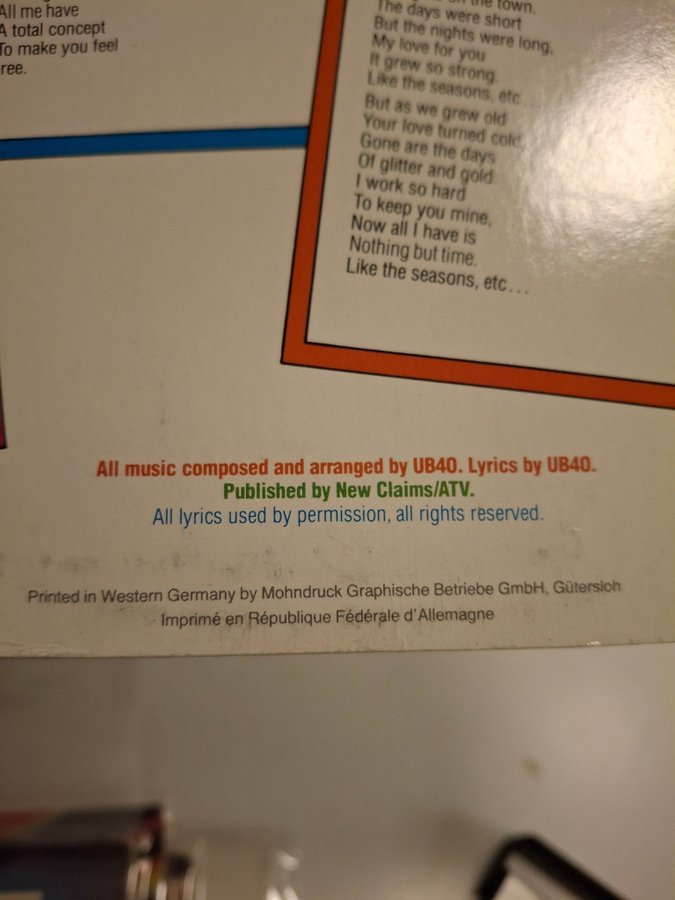 All me have
A total concept
To make you feel
ree.
on the town.
The days were short
But the nights were long,
My love for you
It grew so strong.
Like the seasons, etc
But as we grew old
Your love turned cold
Gone are the days
Of glitter and gold
I work so hard
To keep you mine,
Now all I have is
Nothing but time.
Like the seasons, etc...
All music composed and arranged by UB40. Lyrics by UB40.
Published by New Claims/ATV.
All lyrics used by permission, all rights reserved.
Printed in Western Germany by Mohndruck Graphische Betriebe GmbH, Gütersloh
Imprimé en République Fédérale d'Allemagne